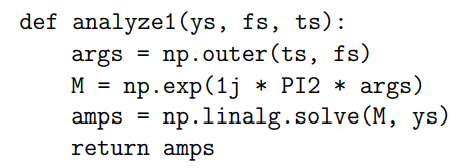 def analyze1(ys, fs, ts):
    args = np.outer(ts, fs)
    M = np.exp(1j * PI2 * args)
    amps = np.linalg.solve(M, ys)
    return amps